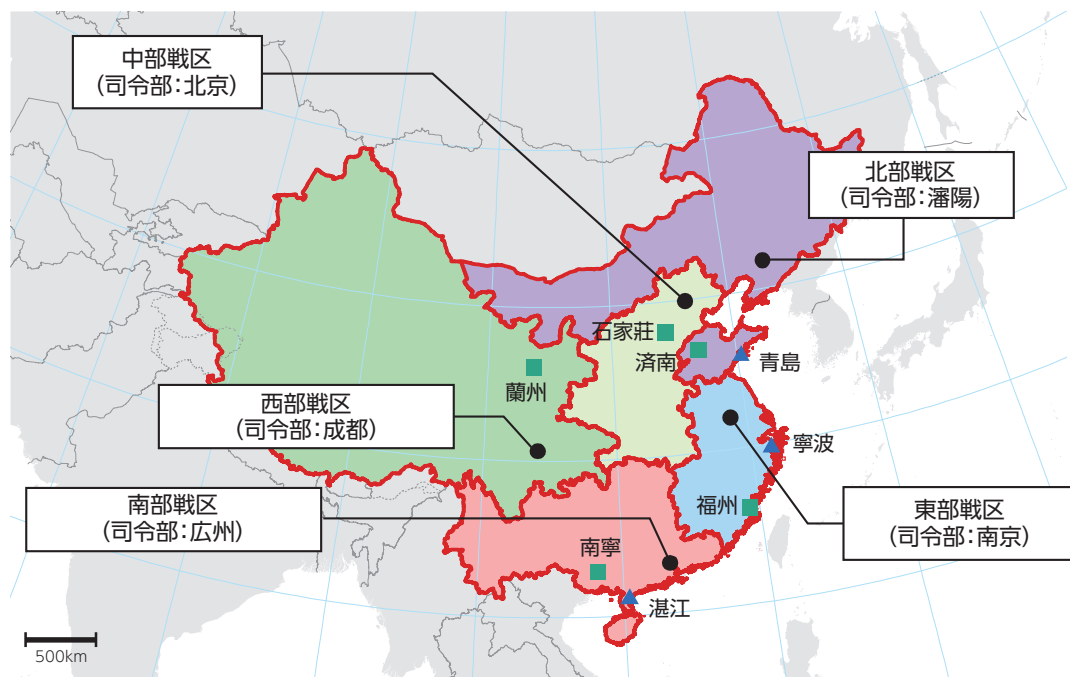 中部戦区
(司令部:北京)
北部戦区
(司令部:瀋陽)
石家荘
済南
青島
蘭州
西部戦区
(司令部:成都)
寧波
南部戦区
(司令部:広州)
福州
東部戦区
(司令部:南京)
南寧
湛江
500km